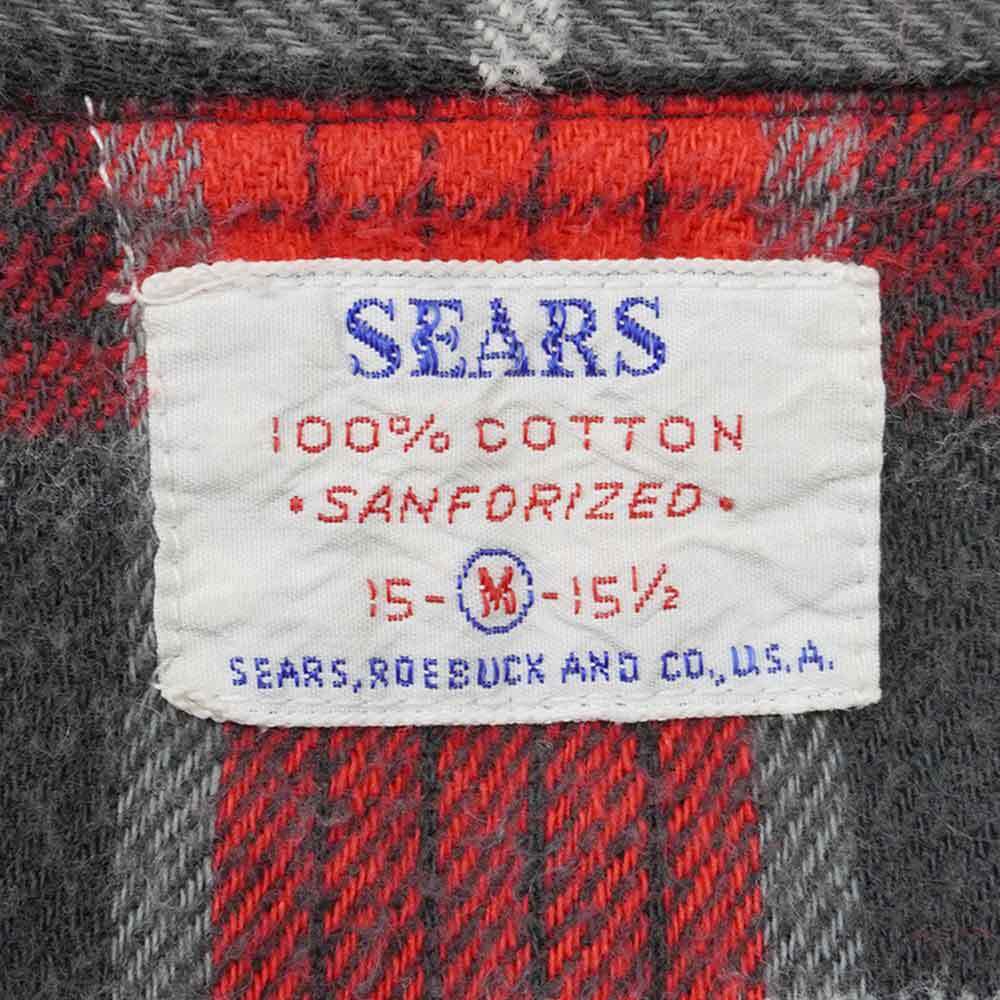 SEARS
100% COTTON
•SANFORIZED•
15-M-15½
SEARS, ROEBUCK AND CO., U.S.A.